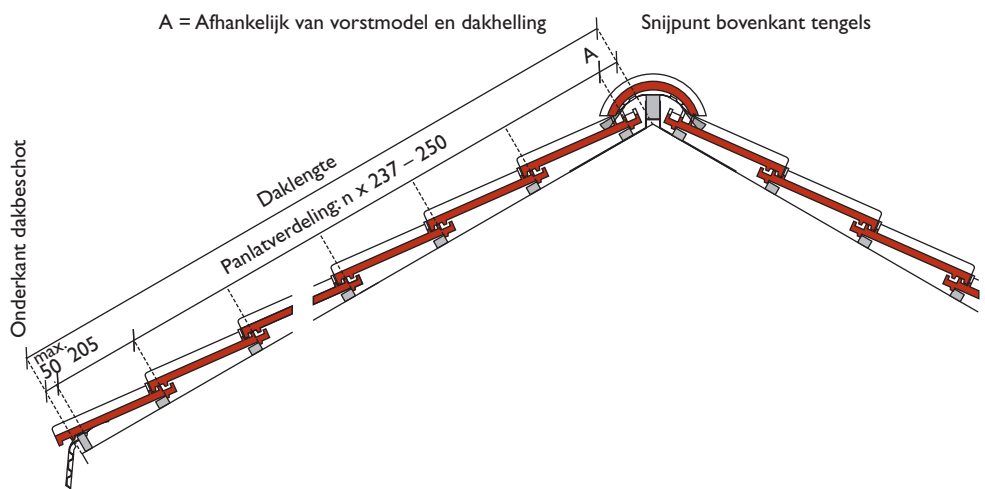 A = Afhankelijk van vorstmodel en dakhelling
Snijpunt bovenkant tengels
A
Daklengte
Panlatverdeling: n x 237 – 250
Onderkant dakbeschot
max.
50
205